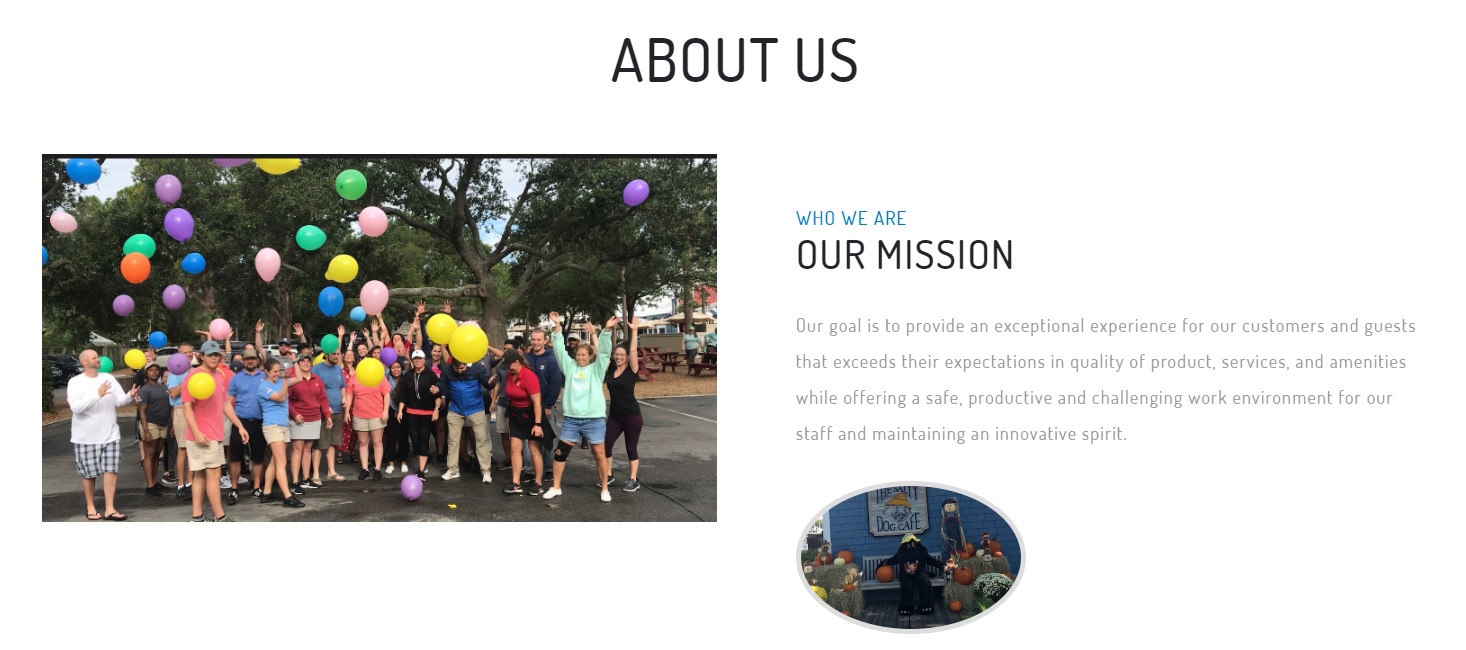 ABOUT US
WHO WE ARE
OUR MISSION
Our goal is to provide an exceptional experience for our customers and guests
that exceeds their expectations in quality of product, services, and amenities
while offering a safe, productive and challenging work environment for our
staff and maintaining an innovative spirit.
THE SALTY
DOG CAFE